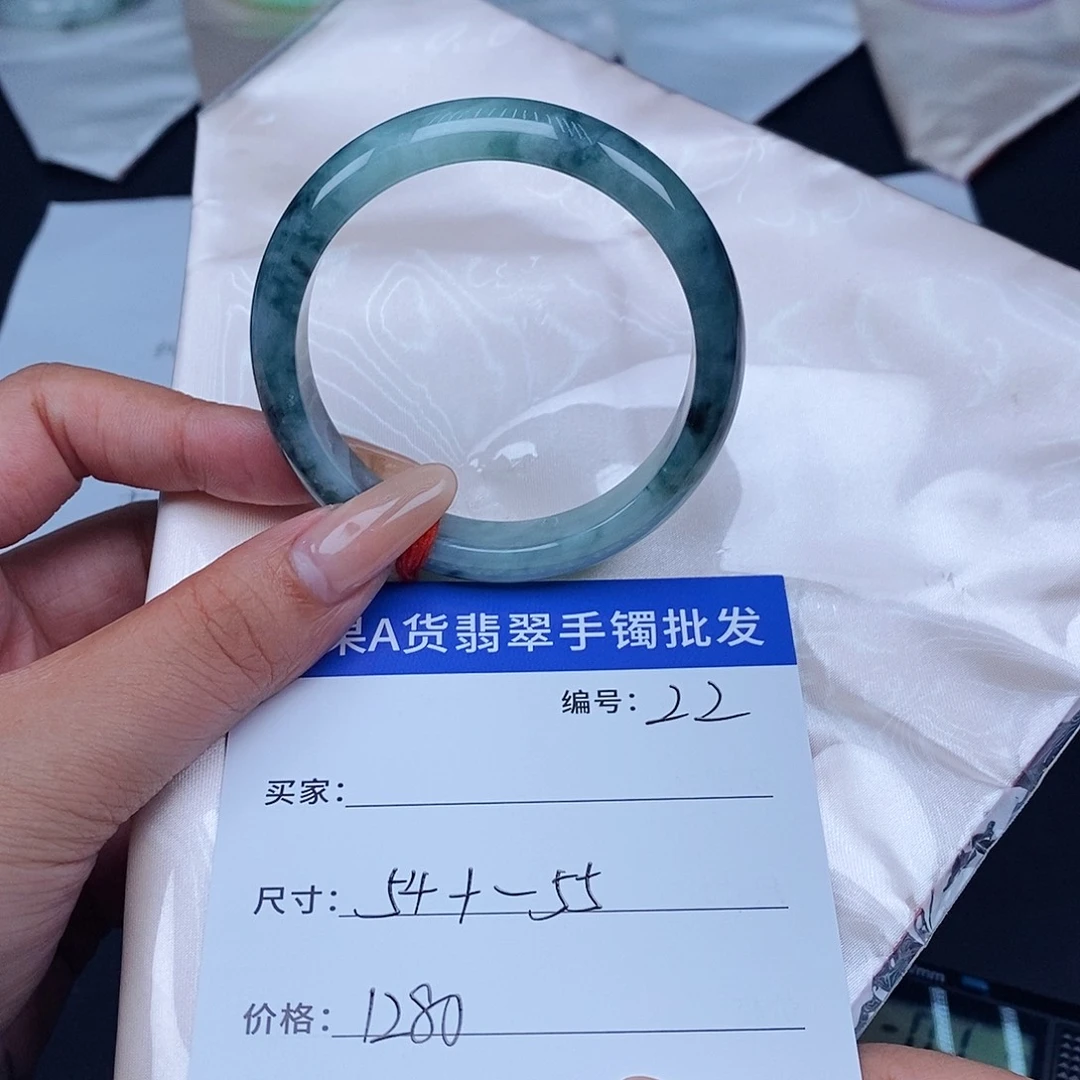 果A货翡翠手镯批发
编号：22
买家：
尺寸：54+-55
价格：1280